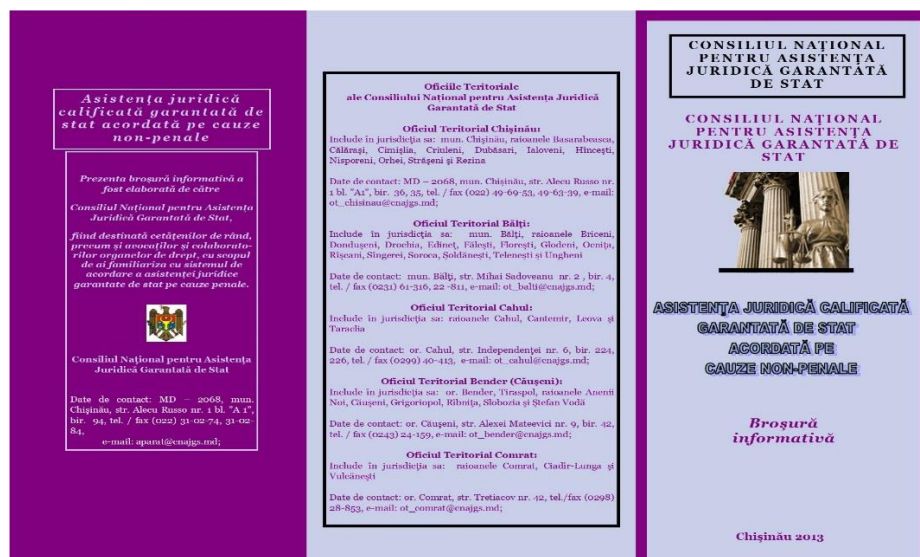 Asistenţa juridică
calificată garantată de
stat acordată pe cauze
non-penale
Prezenta broşură informativă a
fost elaborată de către
Consiliul Naţional pentru Asistenţa
Juridică Garantată de Stat,
fiind destinată cetăţenilor de rând,
precum şi avocaţilor şi colaborato-
rilor organelor de drept, cu scopul
de ai familiariza cu sistemul de
acordare a asistenţei juridice
garantate de stat pe cauze penale.
Consiliul Naţional pentru Asistenţa
Juridică Garantată de Stat
Date de contact: MD – 2068, mun.
Chişinău, str. Alecu Russo nr. 1 bl. "A 1",
bir. 94, tel. / fax (022) 31-02-74, 31-02-
84,
e-mail: aparat@cnajgs.md;
Oficiile Teritoriale
ale Consiliului Naţional pentru Asistenţa Juridică
Garantată de Stat
Oficiul Teritorial Chişinău:
Include în jurisdicţia sa: mun. Chişinău, raioanele Basarabeasca,
Călăraşi, Cimişlia, Criuleni, Dubăsari, Ialoveni, Hînceşti,
Nisporeni, Orhei, Străşeni şi Rezina
Date de contact: MD – 2068, mun. Chişinău, str. Alecu Russo nr.
1 bl. "A1", bir. 36, 35, tel. / fax (022) 49-69-53, 49-63-39, e-mail:
ot_chisinau@cnajgs.md;
Oficiul Teritorial Bălţi:
Include în jurisdicţia sa: mun. Bălţi, raioanele Briceni,
Donduşeni, Drochia, Edineţ, Făleşti, Floreşti, Glodeni, Ocniţa,
Rîşcani, Sîngerei, Soroca, Şoldăneşti, Teleneşti si Ungheni
Date de contact: mun. Bălţi, str. Mihai Sadoveanu nr. 2 , bir. 4,
tel. / fax (0231) 61-316, 22 -811, e-mail: ot_balti@cnajgs.md;
Oficiul Teritorial Cahul:
Include în jurisdicţia sa: raioanele Cahul, Cantemir, Leova şi
Taraclia
Date de contact: or. Cahul, str. Independenţei nr. 6, bir. 224,
226, tel. / fax (0299) 40-413, e-mail: ot_cahul@cnajgs.md;
Oficiul Teritorial Bender (Căuşeni):
Include în jurisdicţia sa: or. Bender, Tiraspol, raioanele Anenii
Noi, Căuşeni, Grigoriopol, Rîbniţa, Slobozia şi Ştefan Vodă
Date de contact: or. Căuşeni, str. Alexei Mateevici nr. 9, bir. 42,
tel. / fax (0243) 24-159, e-mail: ot_bender@cnajgs.md;
Oficiul Teritorial Comrat:
Include în jurisdicţia sa: raioanele Comrat, Ciadîr-Lunga şi
Vulcăneşti
Date de contact: or. Comrat, str. Tretiacov nr. 42, tel./fax (0298)
28-853, e-mail: ot_comrat@cnajgs.md;
CONSILIUL NAŢIONAL
PENTRU ASISTENŢA
JURIDICĂ GARANTATĂ
DE STAT
CONSILIUL NAŢIONAL
PENTRU ASISTENŢA
JURIDICĂ GARANTATĂ DE
STAT
ASISTENŢA JURIDICĂ CALIFICATĂ
GARANTATĂ DE STAT
ACORDATĂ PE
CAUZE NON-PENALE
Broşură
informativă
Chişinău 2013